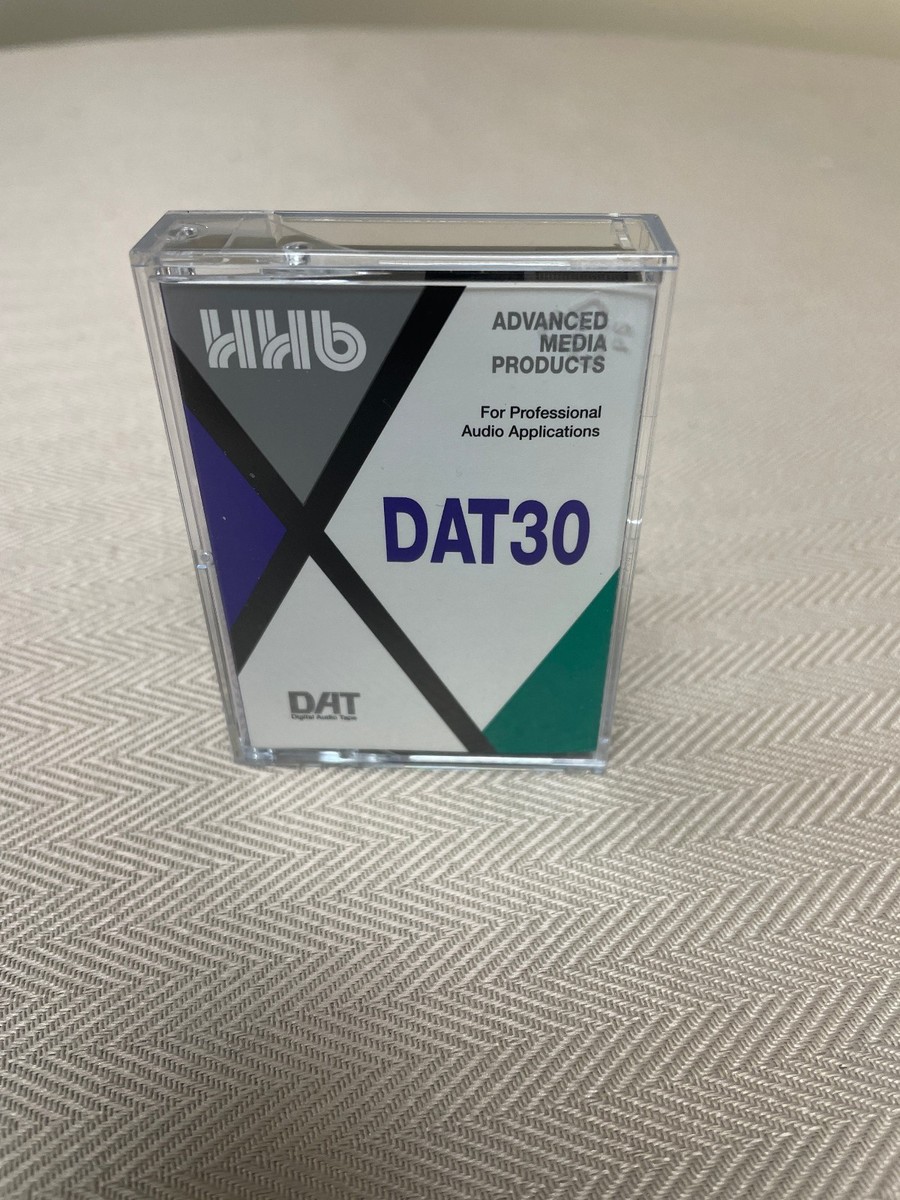 HHb
ADVANCED
MEDIA
PRODUCTS
For Professional
Audio Applications
DAT30
DAT
Digital Audio Tape